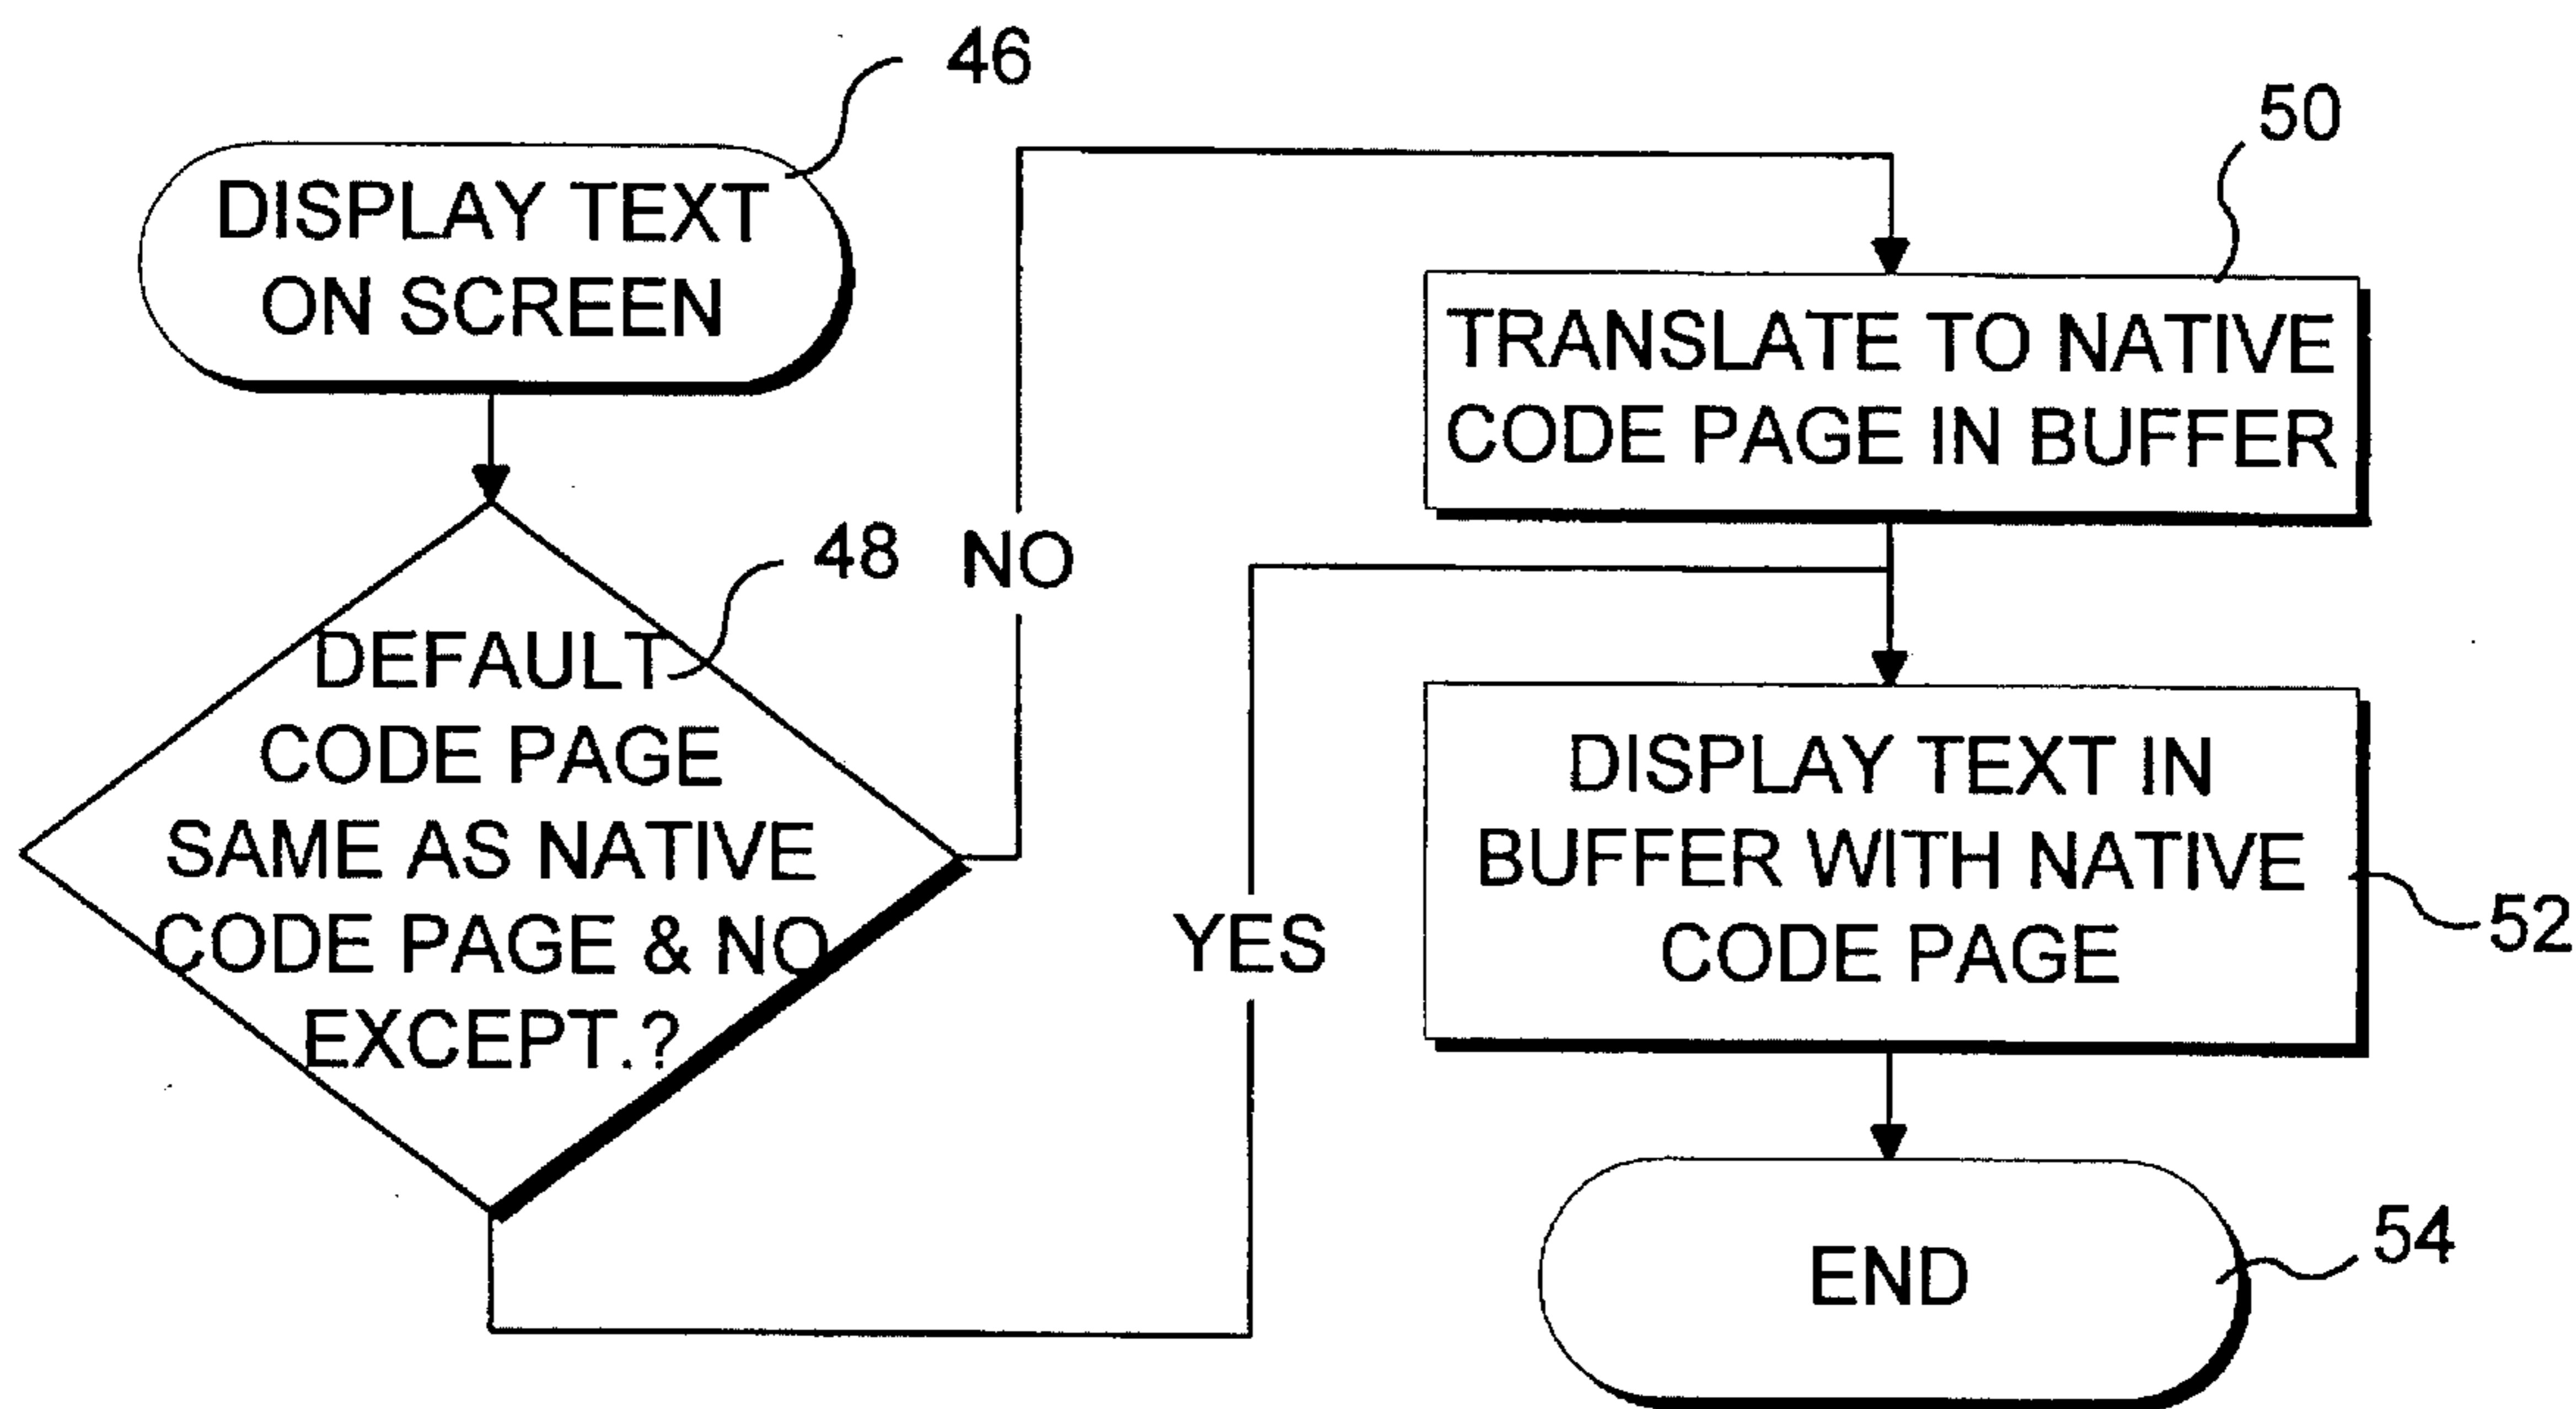 46
DISPLAY TEXT
ON SCREEN
48
NO
DEFAULT
CODE PAGE
SAME AS NATIVE
CODE PAGE & NO
EXCEPT.?
YES
50
TRANSLATE TO NATIVE
CODE PAGE IN BUFFER
DISPLAY TEXT IN
BUFFER WITH NATIVE
CODE PAGE
52
END
54